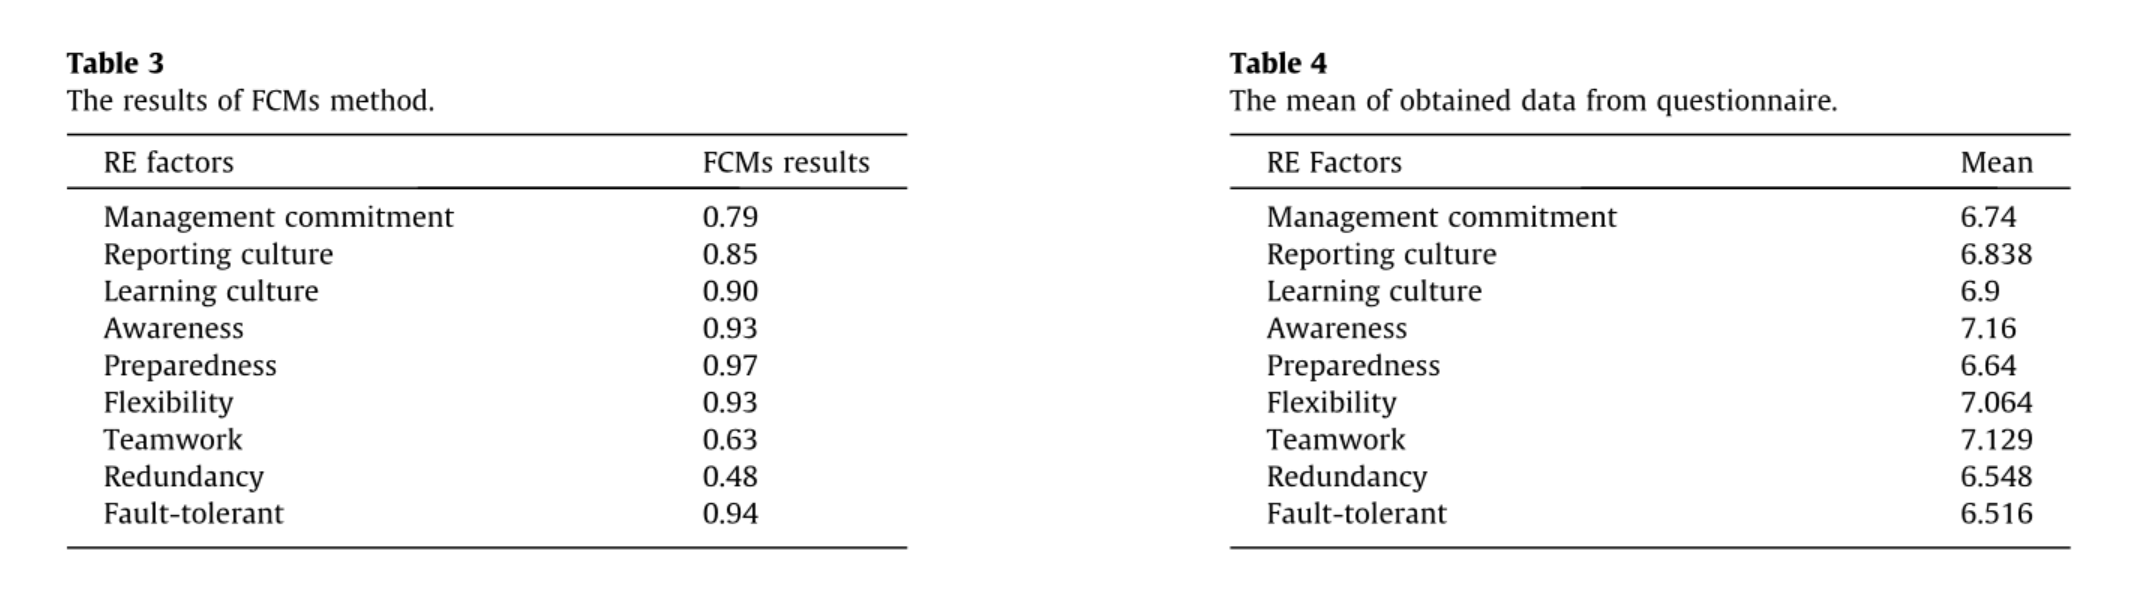 Table 3
The results of FCMs method.
RE factors FCMs results
Management commitment 0.79
Reporting culture 0.85
Learning culture 0.90
Awareness 0.93
Preparedness 0.97
Flexibility 0.93
Teamwork 0.63
Redundancy 0.48
Fault-tolerant 0.94
Table 4
The mean of obtained data from questionnaire.
RE Factors Mean
Management commitment 6.74
Reporting culture 6.838
Learning culture 6.9
Awareness 7.16
Preparedness 6.64
Flexibility 7.064
Teamwork 7.129
Redundancy 6.548
Fault-tolerant 6.516